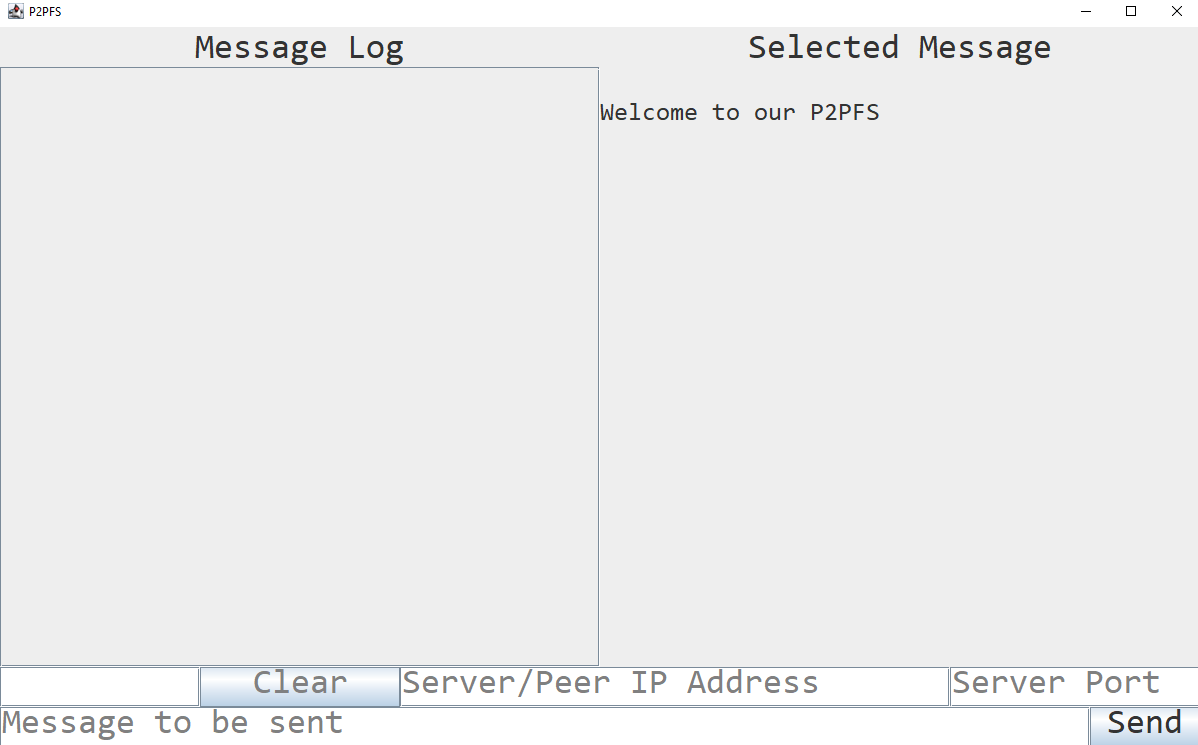 P2PFS
Message Log
Selected Message
Welcome to our P2PFS
Clear
Server/Peer IP Address
Server Port
Message to be sent
Send